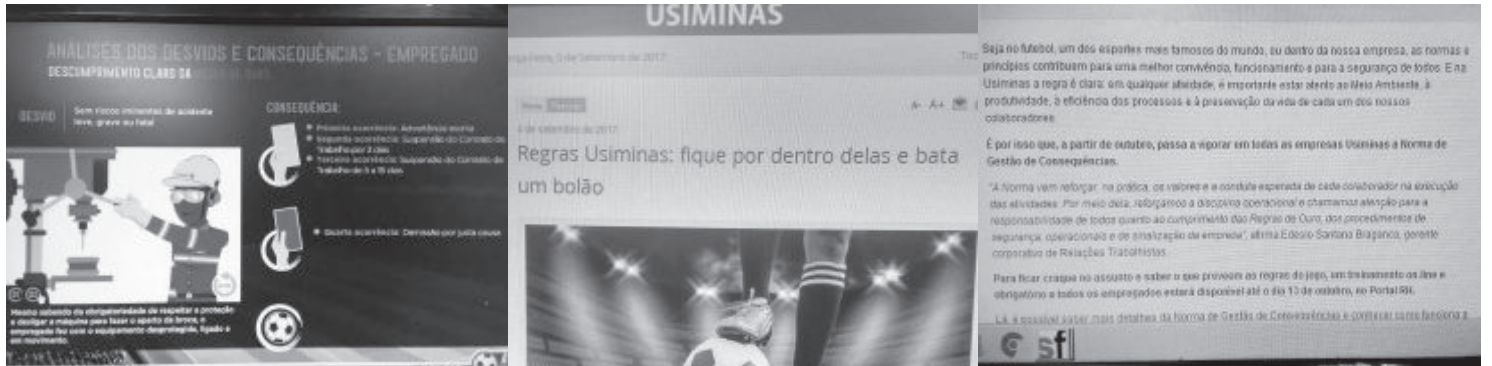 ANÁLISES DOS DESVIOS E CONSEQUÊNCIAS - EMPREGADO
DESCUMPRIMENTO CLARO DA
DESVIO
Sem riscos iminentes de acidente
leve, grave ou fatal
CONSEQUÊNCIA:
Primeira ocorrência: Advertência escrita
Segunda ocorrência: Suspensão do Contrato de
Trabalho por 2 dias
Terceira ocorrência: Suspensão do Contrato de
Trabalho de 5 a 15 dias
Quarta ocorrência: Demissão por justa causa
Mesmo sabendo da obrigatoriedade de respeitar a proteção
e desligar a máquina para fazer o aperto da broca, o
empregado fez com o equipamento desprotegido, ligado e
em movimento.
USIMINAS
de Setembro de 2017
A- A+
de setembro de 2017
Regras Usiminas: fique por dentro delas e bata
um bolão
Seja no futebol, um dos esportes mais famosos do mundo, ou dentro da nossa empresa, as normas e
princípios contribuem para uma melhor convivência, funcionamento e para a segurança de todos. E na
Usiminas a regra é clara: em qualquer atividade, é importante estar atento ao Meio Ambiente, à
produtividade, à eficiência dos processos e à preservação da vida de cada um dos nossos
colaboradores.
É por isso que, a partir de outubro, passa a vigorar em todas as empresas Usiminas a Norma de
Gestão de Consequências.
"A Norma vem reforçar, na prática, os valores e a conduta esperada de cada colaborador na execução
das atividades. Por meio dela, reforçamos a disciplina operacional e chamamos atenção para a
responsabilidade de todos quanto ao cumprimento das Regras de Ouro, dos procedimentos de
segurança, operacionais e de sinalização da empresa", afirma Edésio Santana Bragança, gerente
corporativo de Relações Trabalhistas.
Para ficar craque no assunto e saber o que preveem as regras do jogo, um treinamento on line e
obrigatório a todos os empregados estará disponível até o dia 13 de outubro, no Portal RH.
Lá, é possível saber mais detalhes da Norma de Gestão de Consequências e conhecer como funciona a
sf